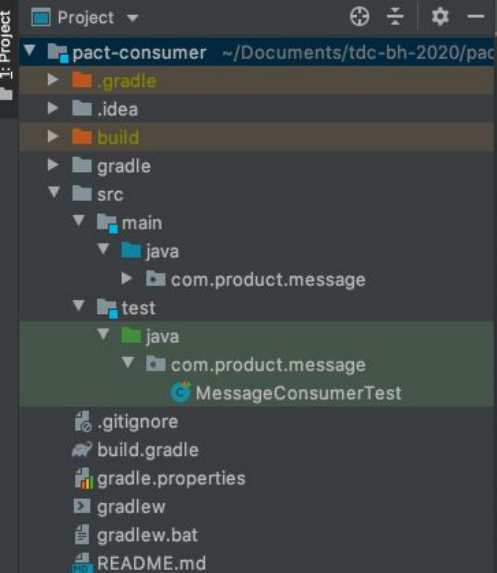 1: Project
Project
pact-consumer ~/Documents/tdc-bh-2020/pac
.gradle
.idea
build
gradle
src
main
java
com.product.message
test
java
com.product.message
MessageConsumerTest
.gitignore
build.gradle
gradle.properties
gradlew
gradlew.bat
README.md